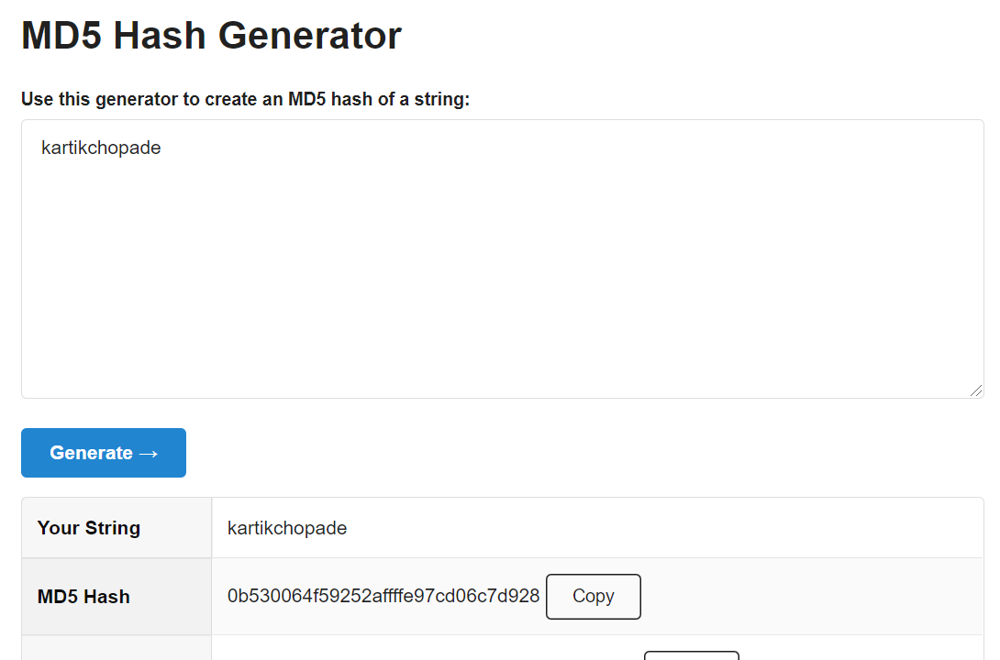 MD5 Hash Generator
Use this generator to create an MD5 hash of a string:
kartikchopade
Generate →
Your String kartikchopade
MD5 Hash 0b530064f59252affffe97cd06c7d928 Copy